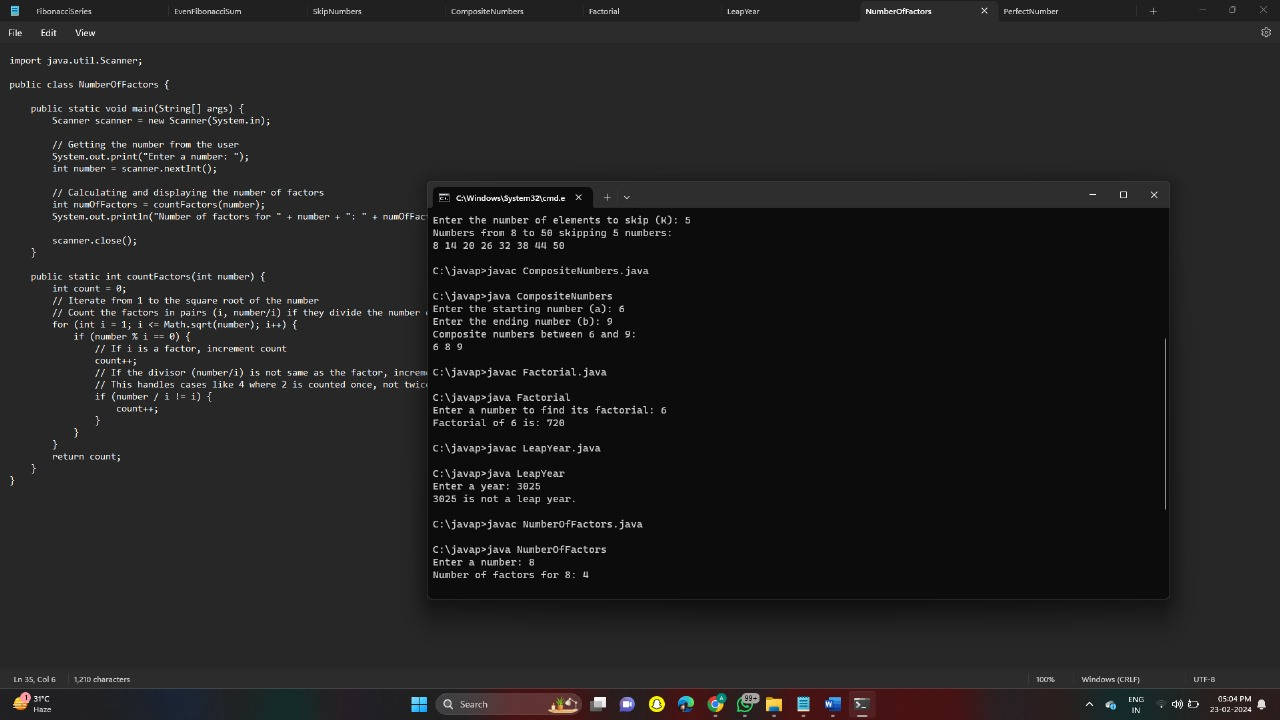 FibonacciSeries EvenFibonacciSum SkipNumbers CompositeNumbers Factorial LeapYear NumberOfFactors PerfectNumber
File Edit View
import java.util.Scanner;
public class NumberOfFactors {
public static void main(String[] args) {
Scanner scanner = new Scanner(System.in);
// Getting the number from the user
System.out.print("Enter a number: ");
int number = scanner.nextInt();
// Calculating and displaying the number of factors
int numOfFactors = countFactors(number);
System.out.println("Number of factors for " + number + ": " + numOfFact
scanner.close();
}
public static int countFactors(int number) {
int count = 0;
// Iterate from 1 to the square root of the number
// Count the factors in pairs (i, number/i) if they divide the number
for (int i = 1; i <= Math.sqrt(number); i++) {
if (number % i == 0) {
// If i is a factor, increment count
count++;
// If the divisor (number/i) is not same as the factor, increm
// This handles cases like 4 where 2 is counted once, not twic
if (number / i != i) {
count++;
}
}
}
return count;
}
}
C:\Windows\System32\cmd.e
Enter the number of elements to skip (K): 5
Numbers from 8 to 50 skipping 5 numbers:
8 14 20 26 32 38 44 50
C:\javap>javac CompositeNumbers.java
C:\javap>java CompositeNumbers
Enter the starting number (a): 6
Enter the ending number (b): 9
Composite numbers between 6 and 9:
6 8 9
C:\javap>javac Factorial.java
C:\javap>java Factorial
Enter a number to find its factorial: 6
Factorial of 6 is: 720
C:\javap>javac LeapYear.java
C:\javap>java LeapYear
Enter a year: 3025
3025 is not a leap year.
C:\javap>javac NumberOfFactors.java
C:\javap>java NumberOfFactors
Enter a number: 8
Number of factors for 8: 4
Ln 35, Col 6 1,210 characters 100% Windows (CRLF) UTF-8
1
31°C
Haze
Search
A
99+
ENG
IN
05:04 PM
23-02-2024